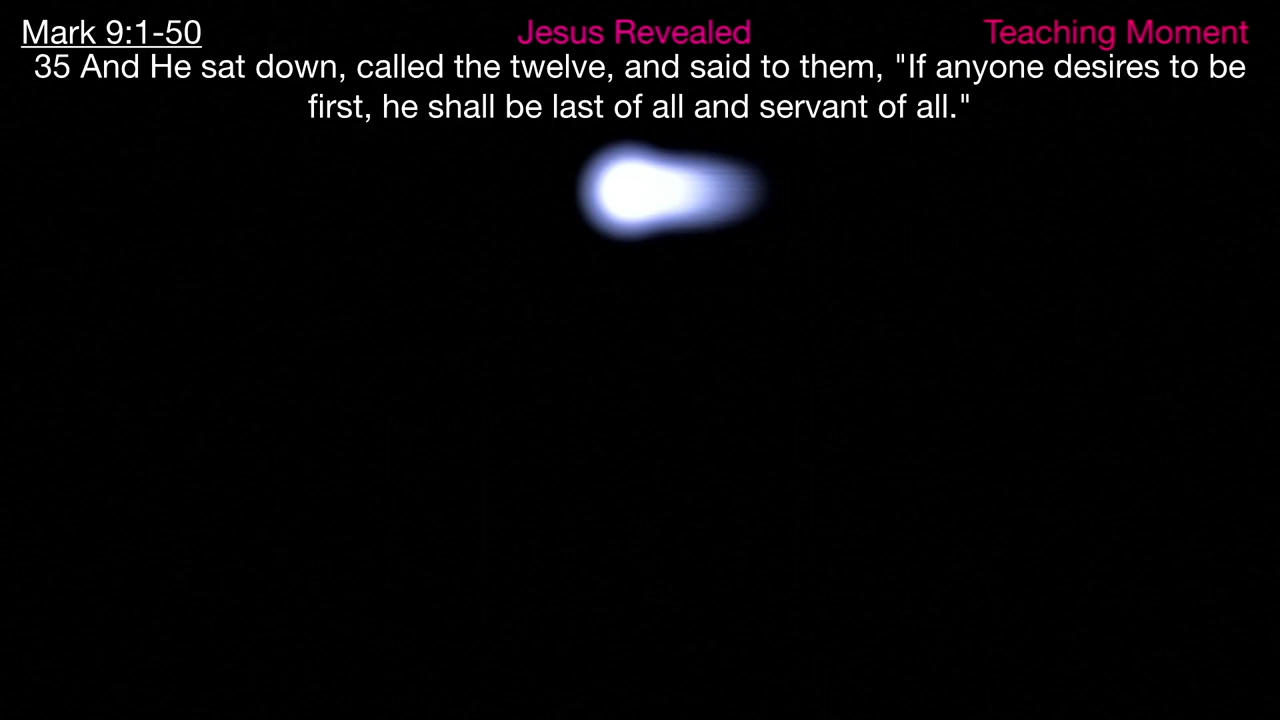 Mark 9:1-50 Jesus Revealed Teaching Moment
35 And He sat down, called the twelve, and said to them, "If anyone desires to be
first, he shall be last of all and servant of all."